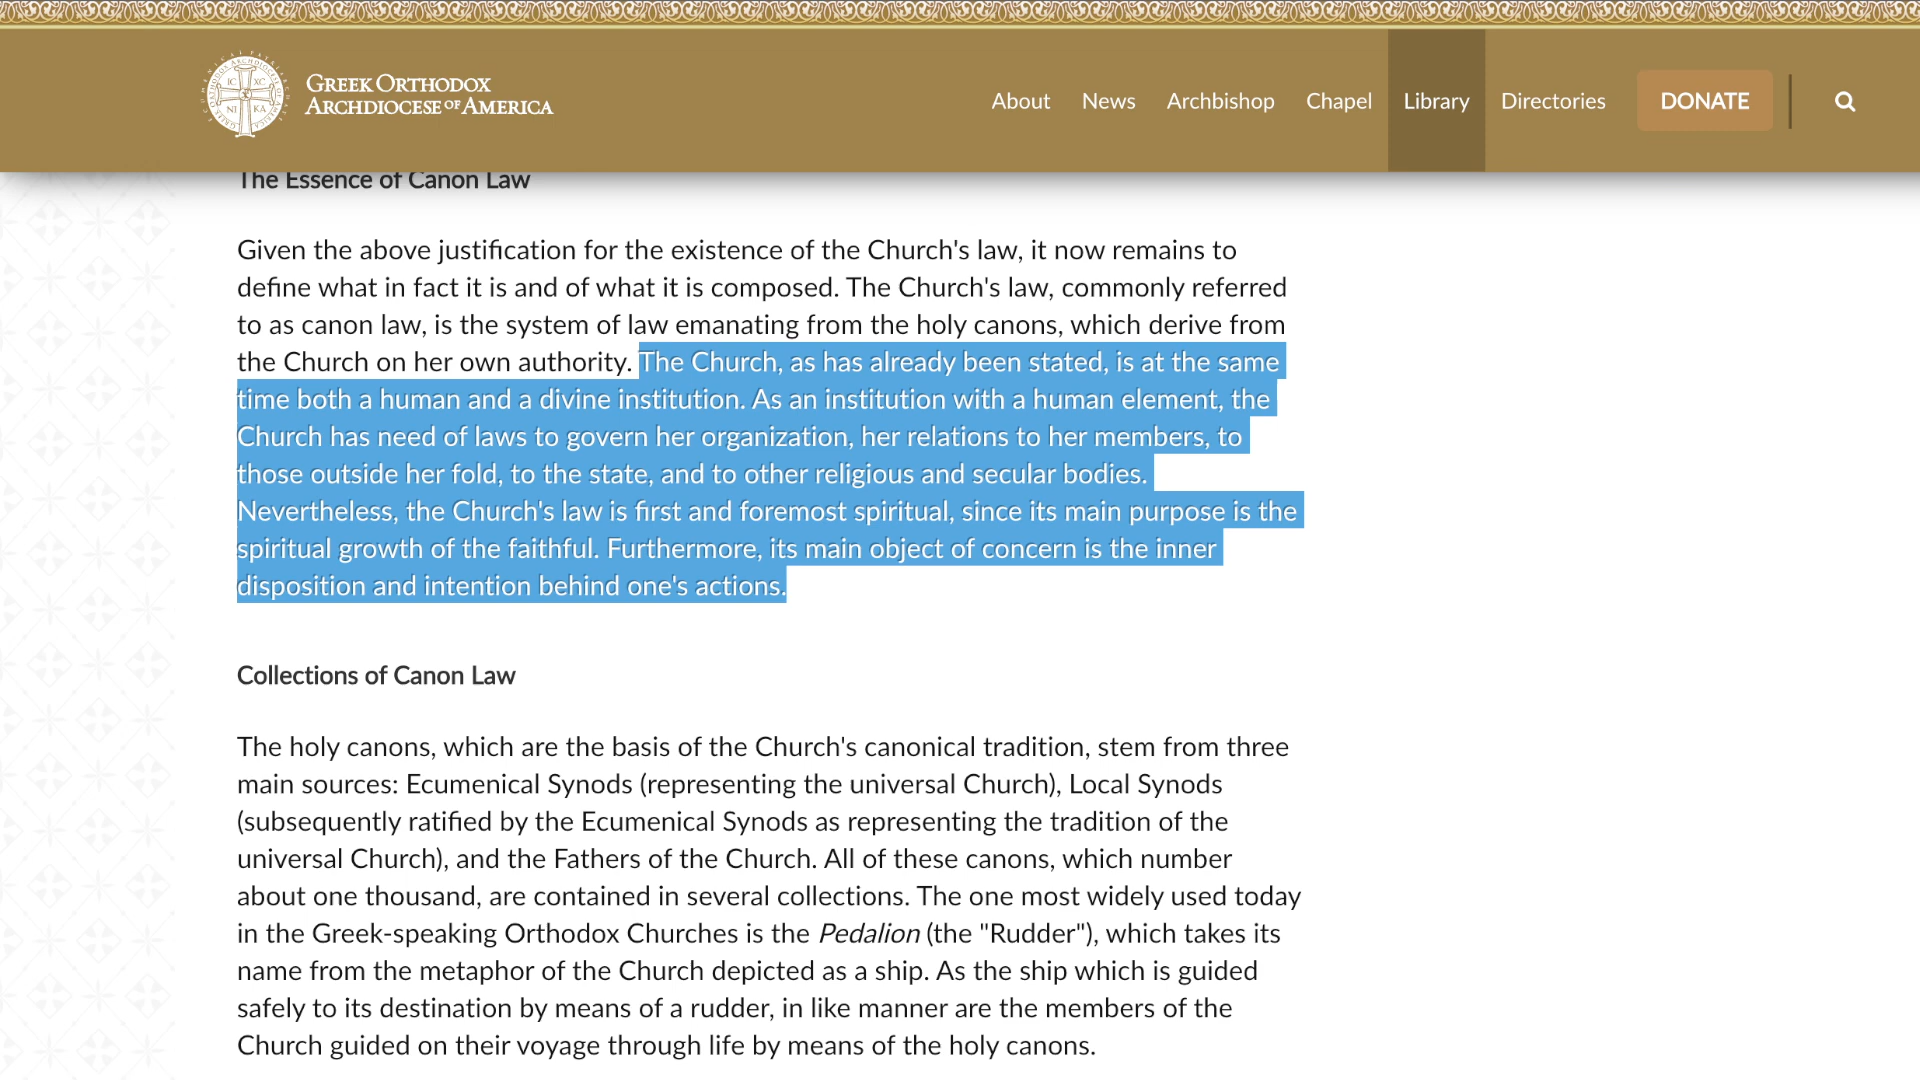 GREEK ORTHODOX
ARCHDIOCESE OF AMERICA
IC XC
NI KA
About
News
Archbishop
Chapel
Library
Directories
DONATE
The Essence of Canon Law
Given the above justification for the existence of the Church's law, it now remains to
define what in fact it is and of what it is composed. The Church's law, commonly referred
to as canon law, is the system of law emanating from the holy canons, which derive from
the Church on her own authority. The Church, as has already been stated, is at the same
time both a human and a divine institution. As an institution with a human element, the
Church has need of laws to govern her organization, her relations to her members, to
those outside her fold, to the state, and to other religious and secular bodies.
Nevertheless, the Church's law is first and foremost spiritual, since its main purpose is the
spiritual growth of the faithful. Furthermore, its main object of concern is the inner
disposition and intention behind one's actions.
Collections of Canon Law
The holy canons, which are the basis of the Church's canonical tradition, stem from three
main sources: Ecumenical Synods (representing the universal Church), Local Synods
(subsequently ratified by the Ecumenical Synods as representing the tradition of the
universal Church), and the Fathers of the Church. All of these canons, which number
about one thousand, are contained in several collections. The one most widely used today
in the Greek-speaking Orthodox Churches is the Pedalion (the "Rudder"), which takes its
name from the metaphor of the Church depicted as a ship. As the ship which is guided
safely to its destination by means of a rudder, in like manner are the members of the
Church guided on their voyage through life by means of the holy canons.